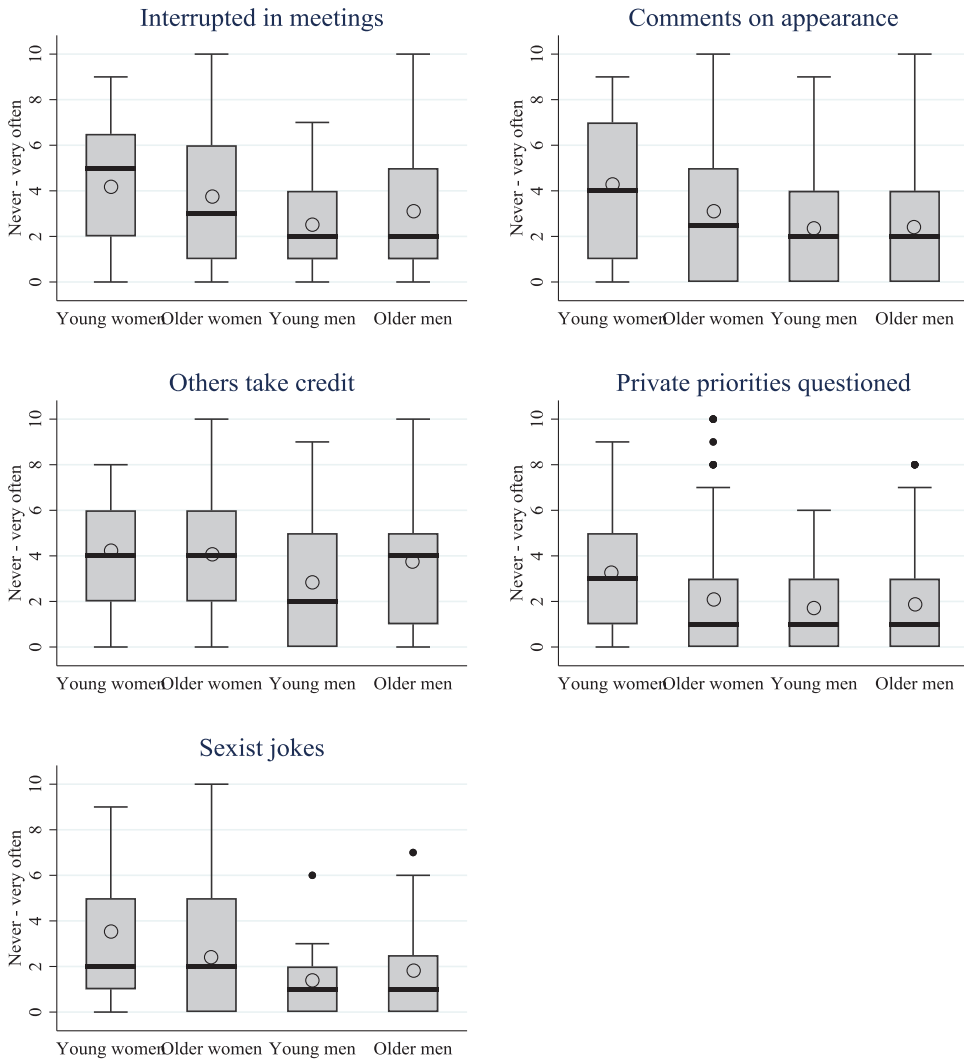 Interrupted in meetings
Never - very often
10
8
6
4
2
0
Young women Older women Young men Older men
Comments on appearance
Never - very often
10
8
6
4
2
0
Young women Older women Young men Older men
Others take credit
Never - very often
10
8
6
4
2
0
Young women Older women Young men Older men
Private priorities questioned
Never - very often
10
8
6
4
2
0
Young women Older women Young men Older men
Sexist jokes
Never - very often
10
8
6
4
2
0
Young women Older women Young men Older men